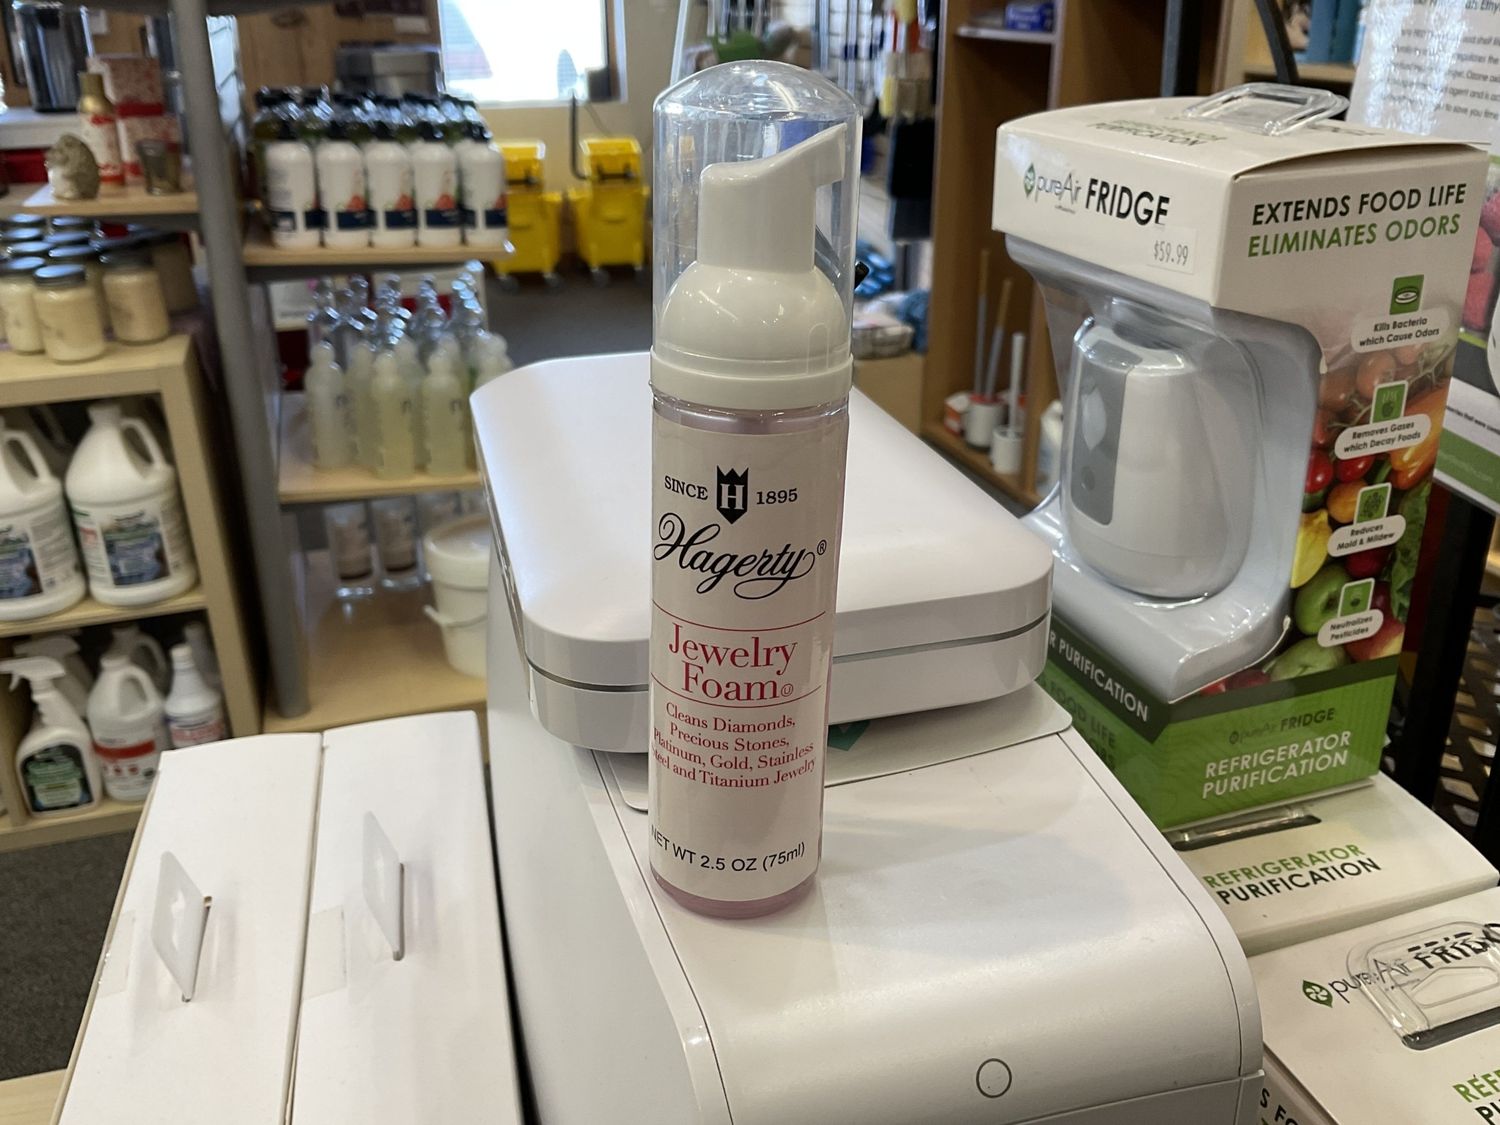 SINCE H 1895
Hagerty®
Jewelry
Foam Ⓤ
Cleans Diamonds,
Precious Stones,
Platinum, Gold, Stainless
Steel and Titanium Jewelry
NET WT 2.5 OZ (75ml)
pureAir FRIDGE
$59.99
EXTENDS FOOD LIFE
ELIMINATES ODORS
Kills Bacteria
which Cause Odors
Removes Gases
which Decay Foods
Reduces
Mold & Mildew
Neutralizes
Pesticides
R PURIFICATION
FOOD LIFE
pureAir FRIDGE
REFRIGERATOR
PURIFICATION
REFRIGERATOR
PURIFICATION
pureAir FRIDG